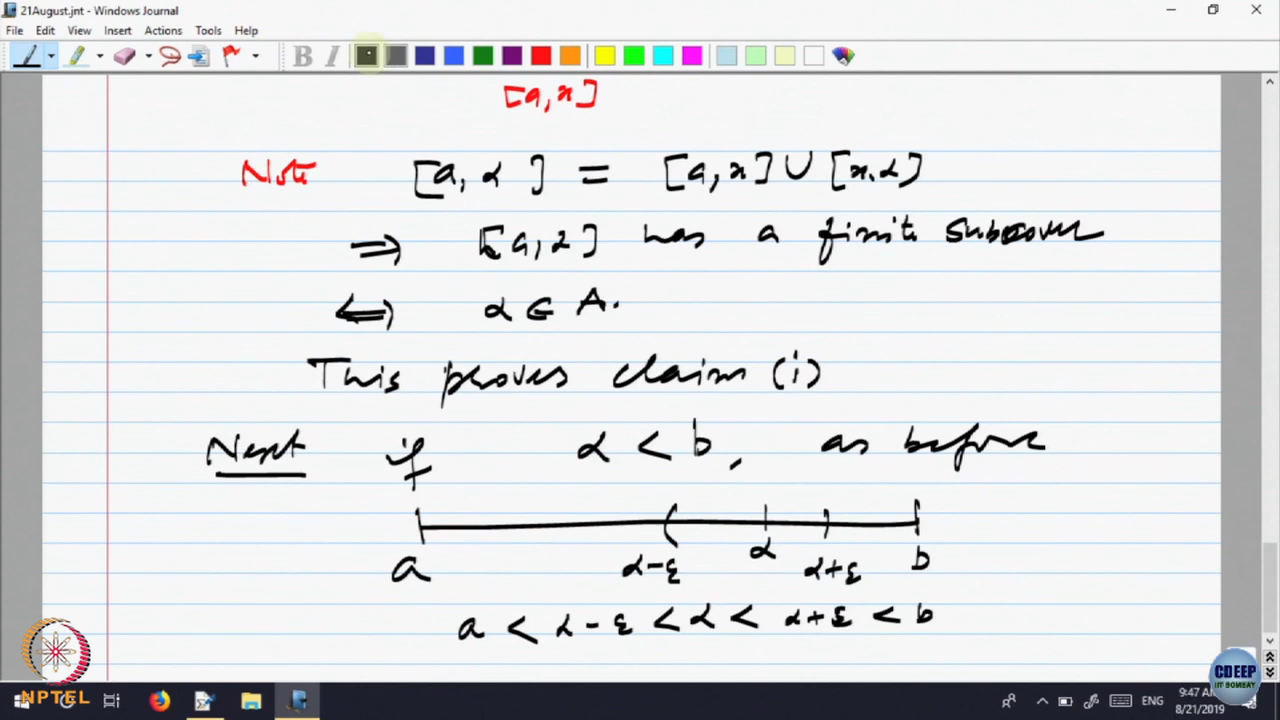 21August.jnt - Windows Journal
File Edit View Insert Actions Tools Help
B I
[a, x]
Note [a, α] = [a, x] ∪ [x, α]
⇒ [a, α] has a finite subcover
⇔ α ∈ A.
This proves claim (i)
Next if α < b, as before
a α-ε α α+ε b
a < α - ε < α < α+ε < b
NPTEL
CDEEP
IIT BOMBAY
ENG
9:47 AM
8/21/2019